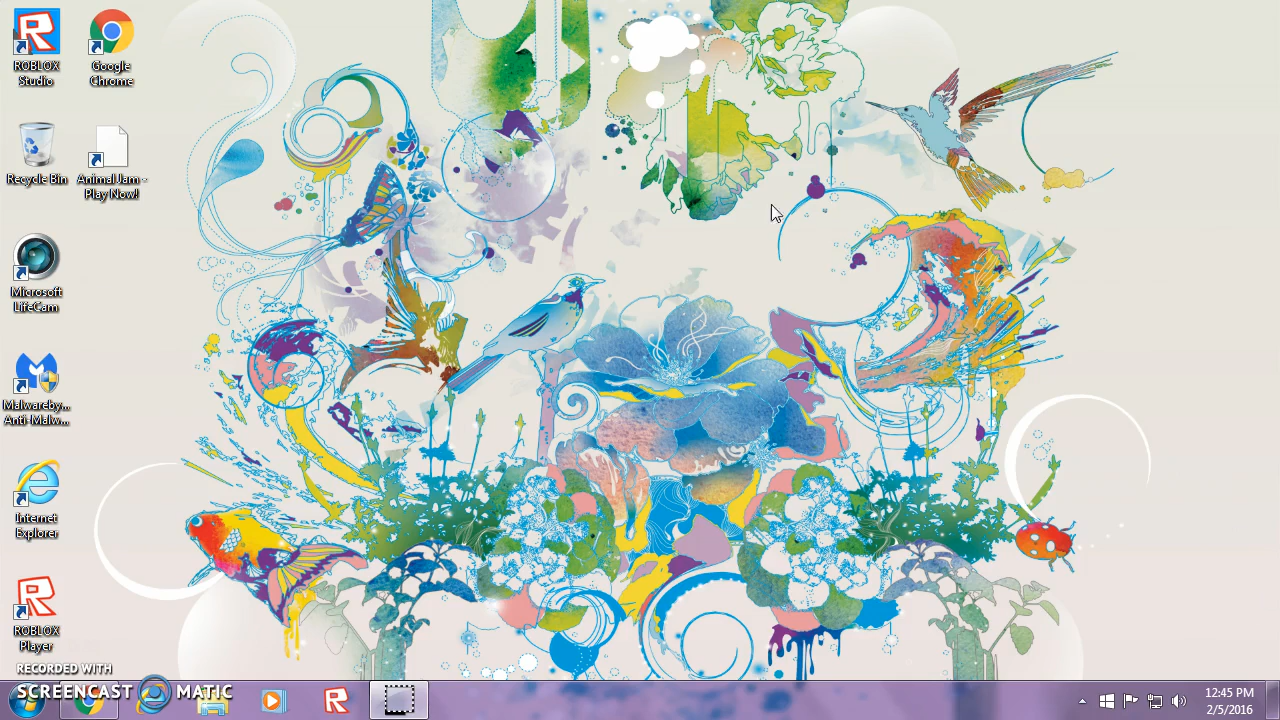 ROBLOX
Studio
Google
Chrome
Recycle Bin
Animal Jam -
Play Now!
Microsoft
LifeCam
Malwareby...
Anti-Malw...
Internet
Explorer
ROBLOX
Player
RECORDED WITH
SCREENCAST MATIC
12:45 PM
2/5/2016